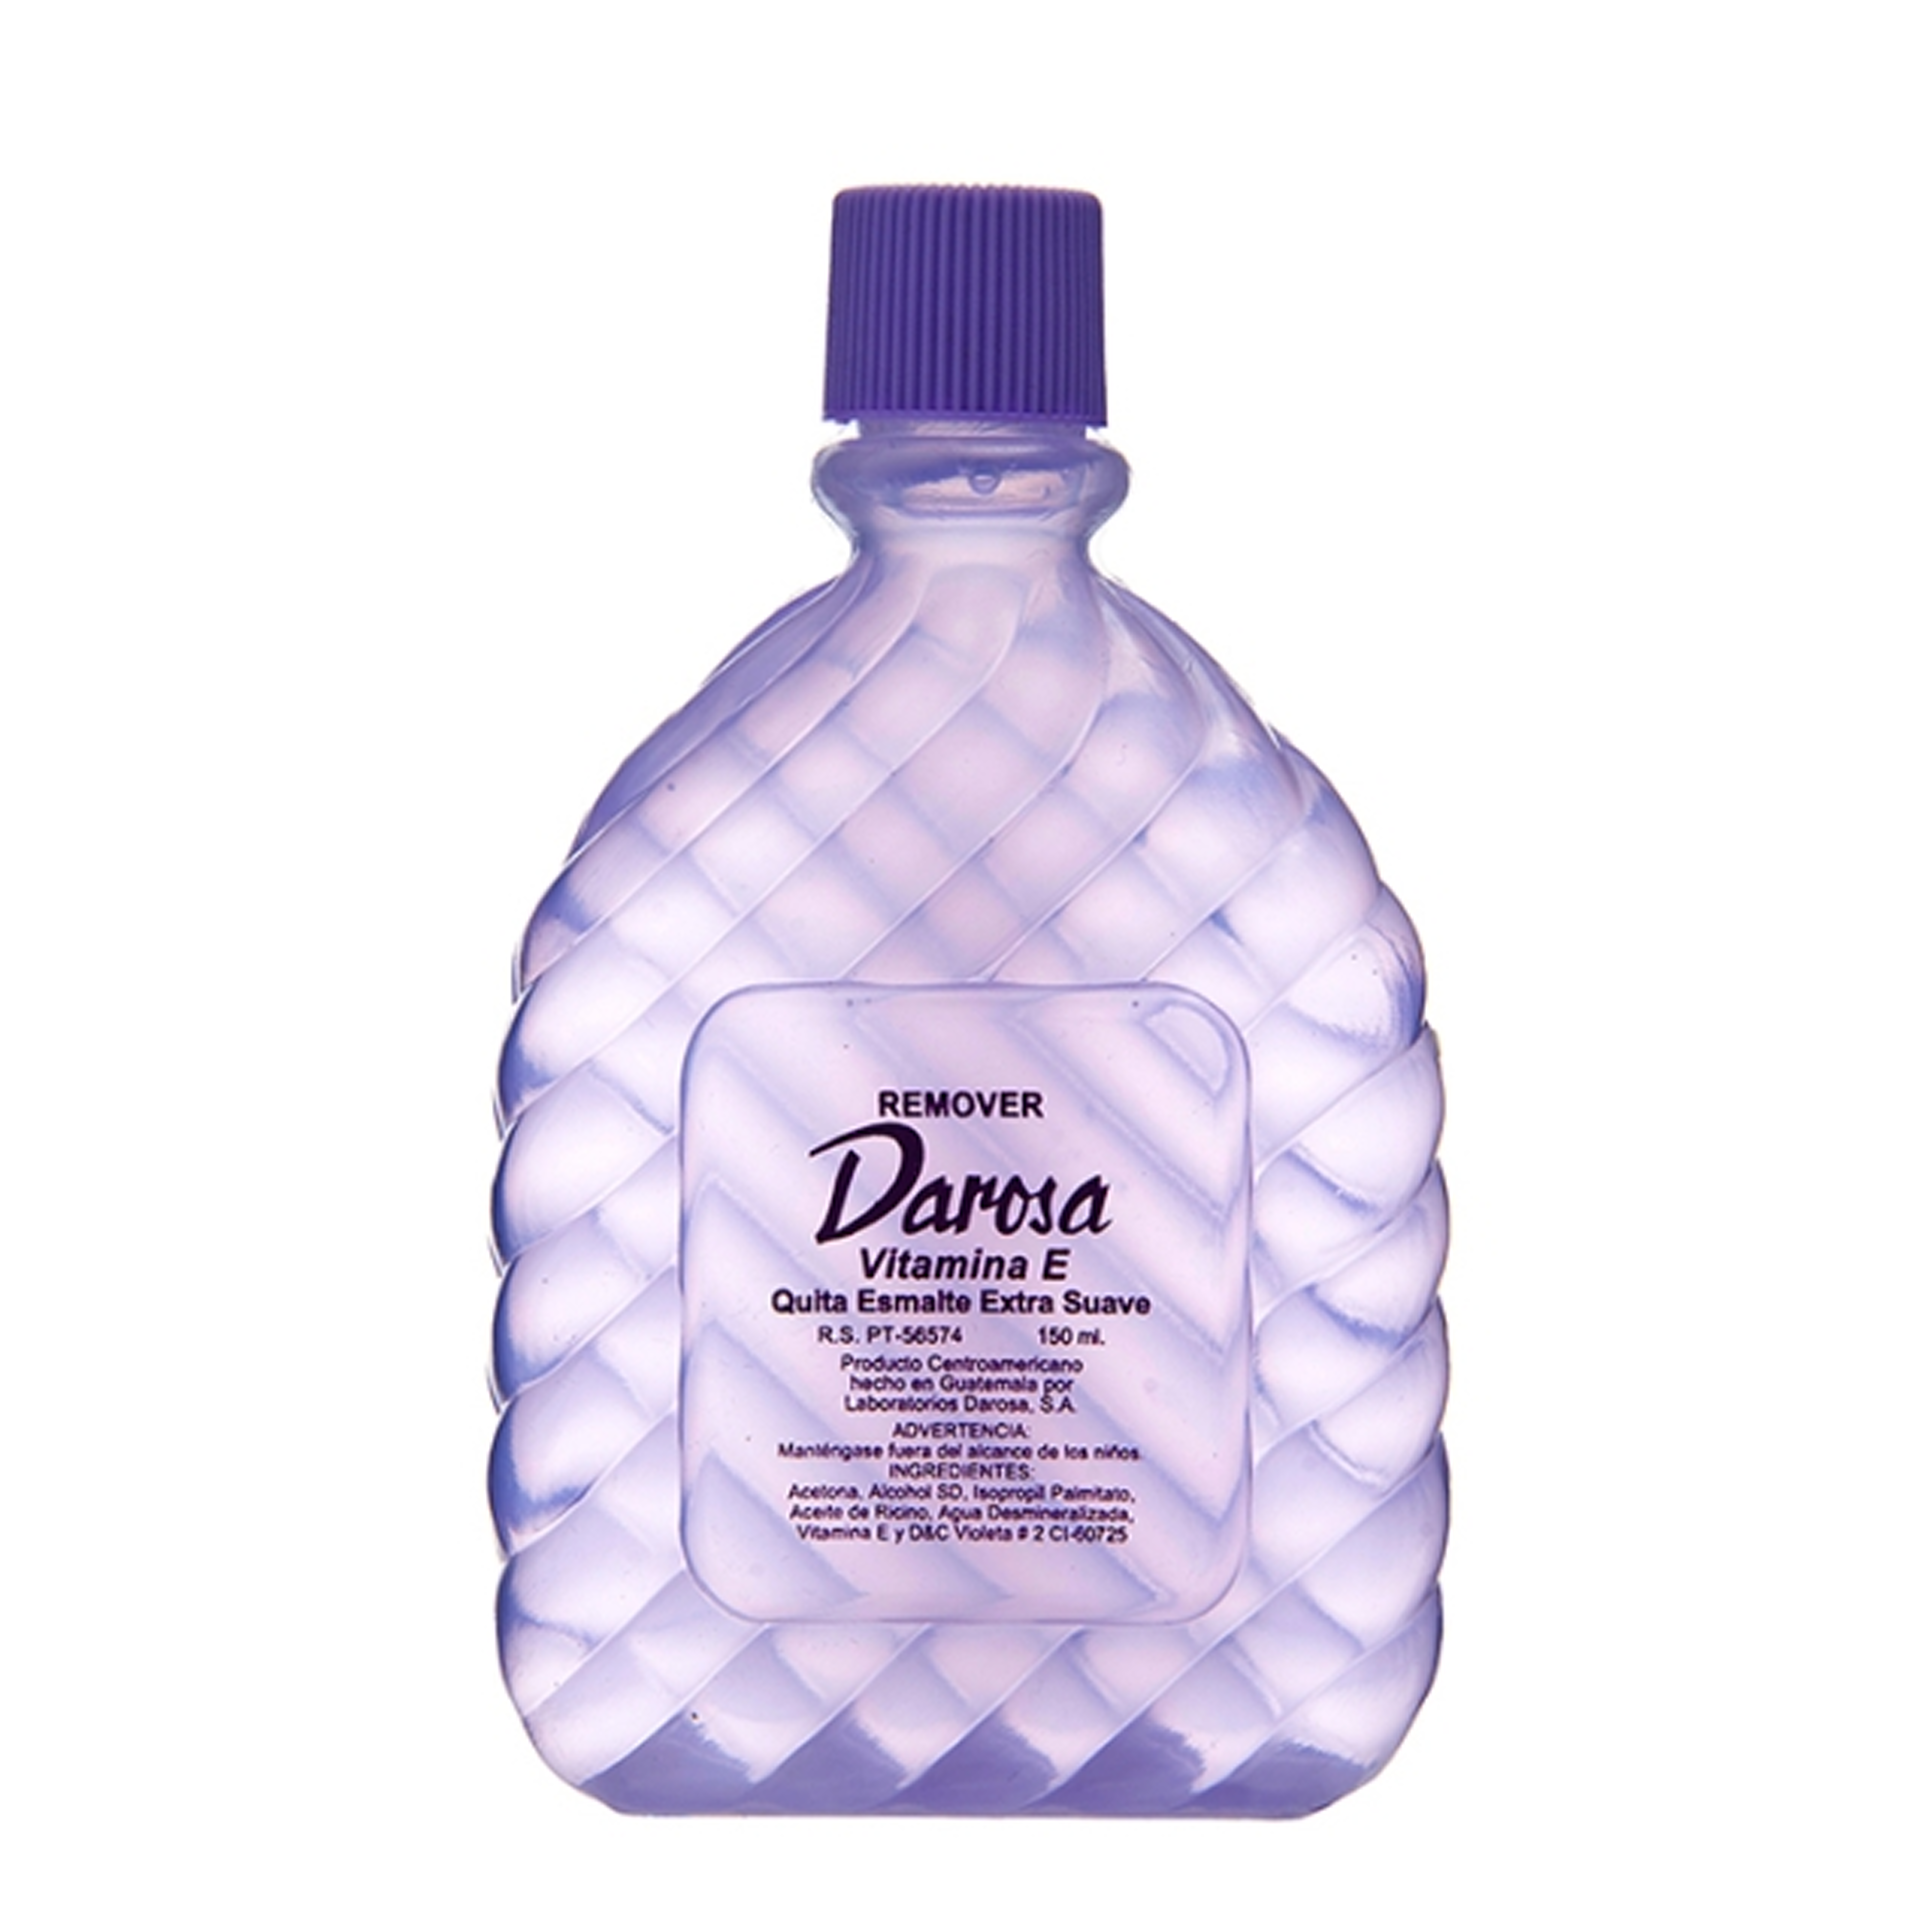 REMOVER
Darosa
Vitamina E
Quita Esmalte Extra Suave
R.S. PT-56574 150 ml.
Producto Centroamericano
hecho en Guatemala por
Laboratorios Darosa, S.A.
ADVERTENCIA:
Manténgase fuera del alcance de los niños.
INGREDIENTES:
Acetona, Alcohol SD, Isopropil Palmitato,
Aceite de Ricino, Agua Desmineralizada,
Vitamina E y D&C Violeta # 2 CI-60725